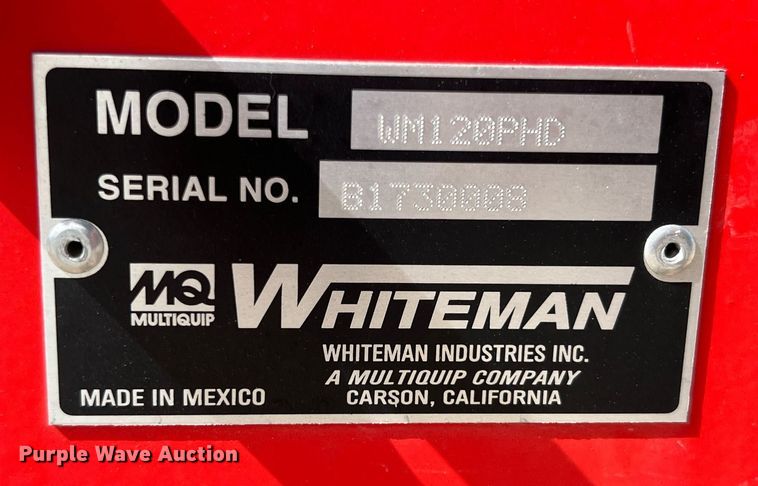 MODEL WM120PHD
SERIAL NO. B1730008
MQ
MULTIQUIP
WHITEMAN
WHITEMAN INDUSTRIES INC.
A MULTIQUIP COMPANY
MADE IN MEXICO CARSON, CALIFORNIA
Purple Wave Auction